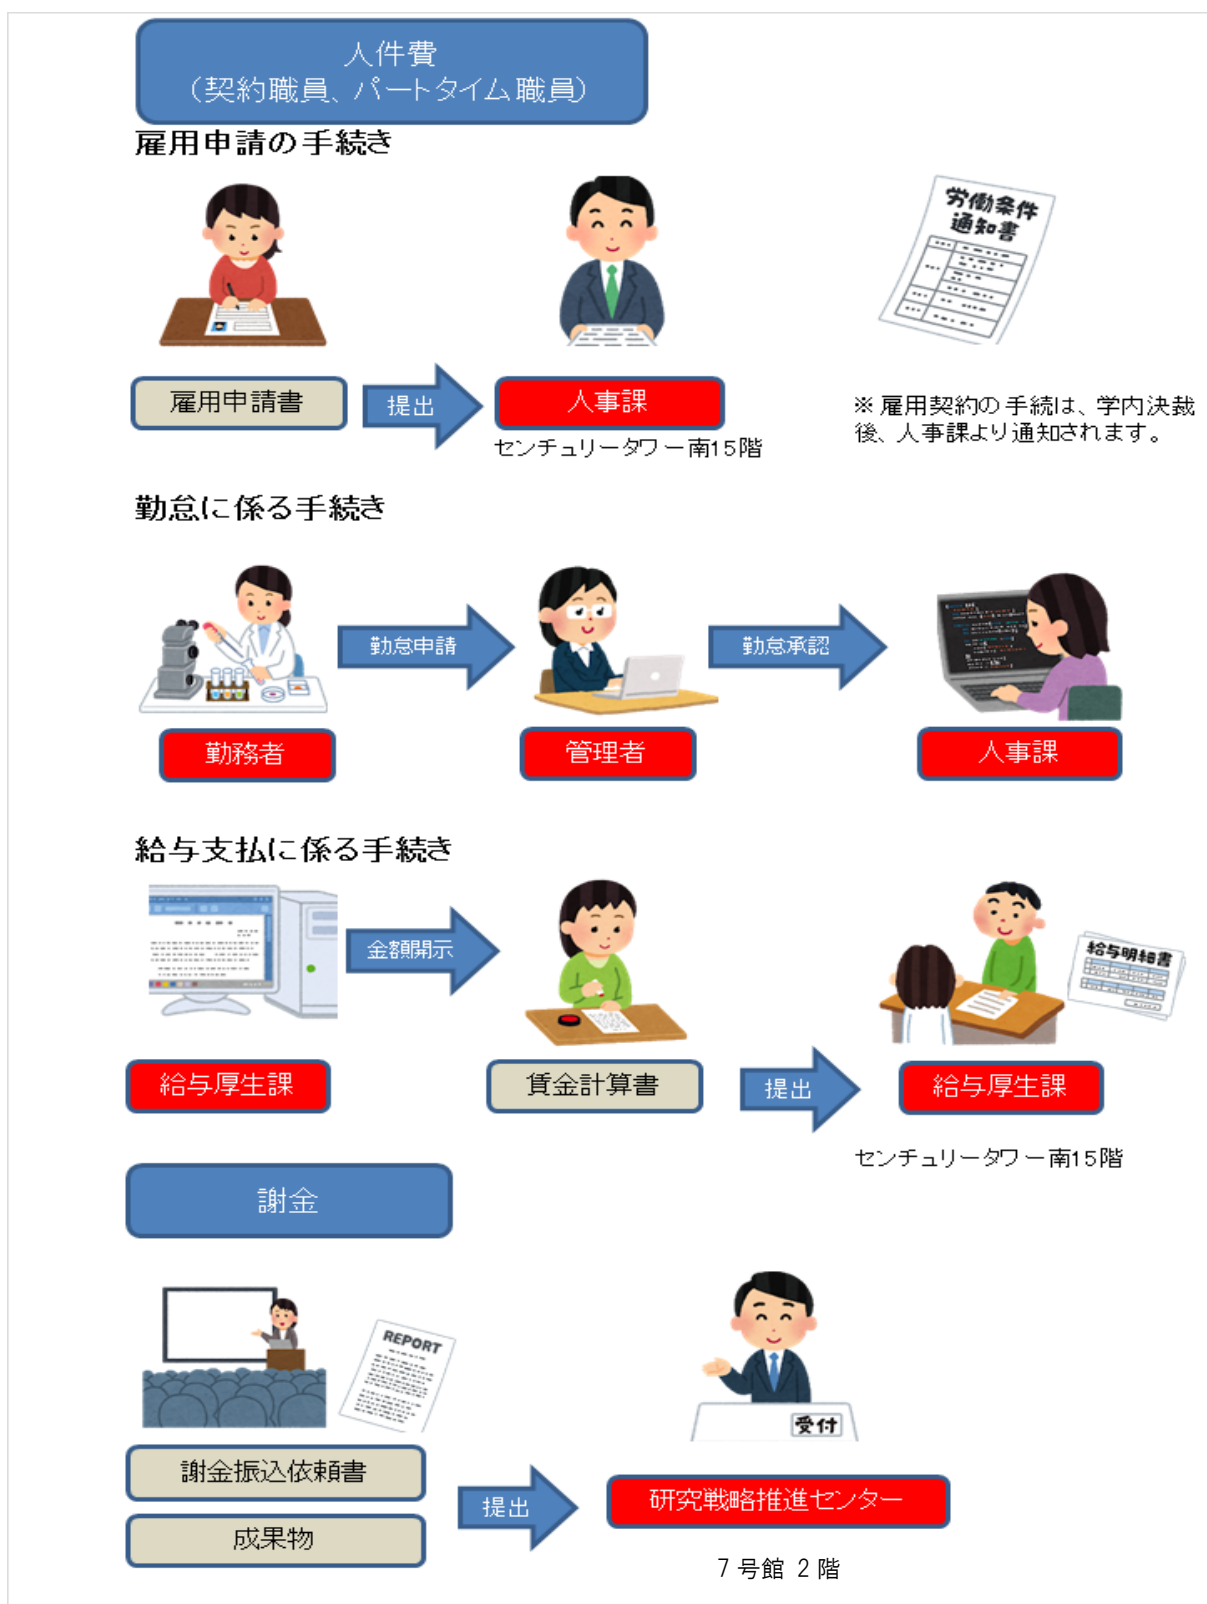 人件費
（契約職員、パートタイム職員）
雇用申請の手続き
労働条件
通知書
雇用申請書
提出
人事課
センチュリータワー南15階
※雇用契約の手続は、学内決裁
後、人事課より通知されます。
勤怠に係る手続き
勤怠申請
勤怠承認
勤務者
管理者
人事課
給与支払に係る手続き
金額開示
給与明細書
給与厚生課
賃金計算書
提出
給与厚生課
センチュリータワー南15階
謝金
REPORT
受付
謝金振込依頼書
成果物
提出
研究戦略推進センター
7号館 2階